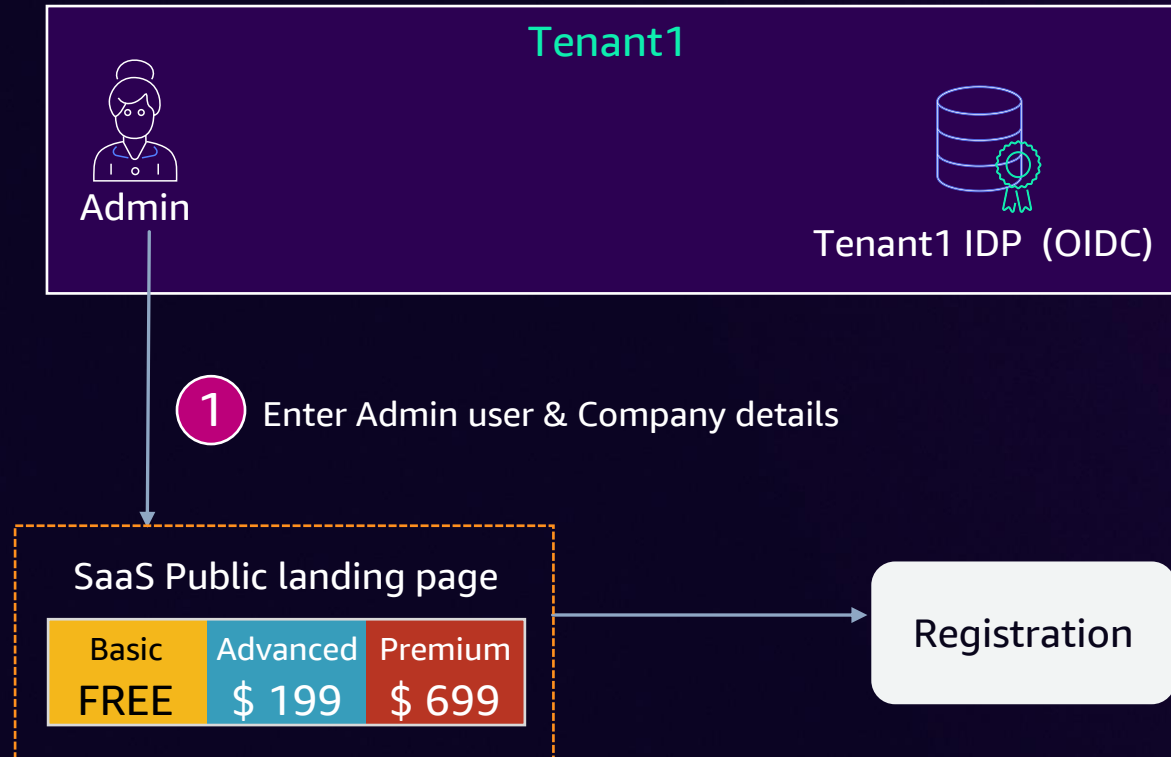 Tenant1
Admin
Tenant1 IDP (OIDC)
1 Enter Admin user & Company details
SaaS Public landing page
Basic Advanced Premium
FREE $ 199 $ 699
Registration